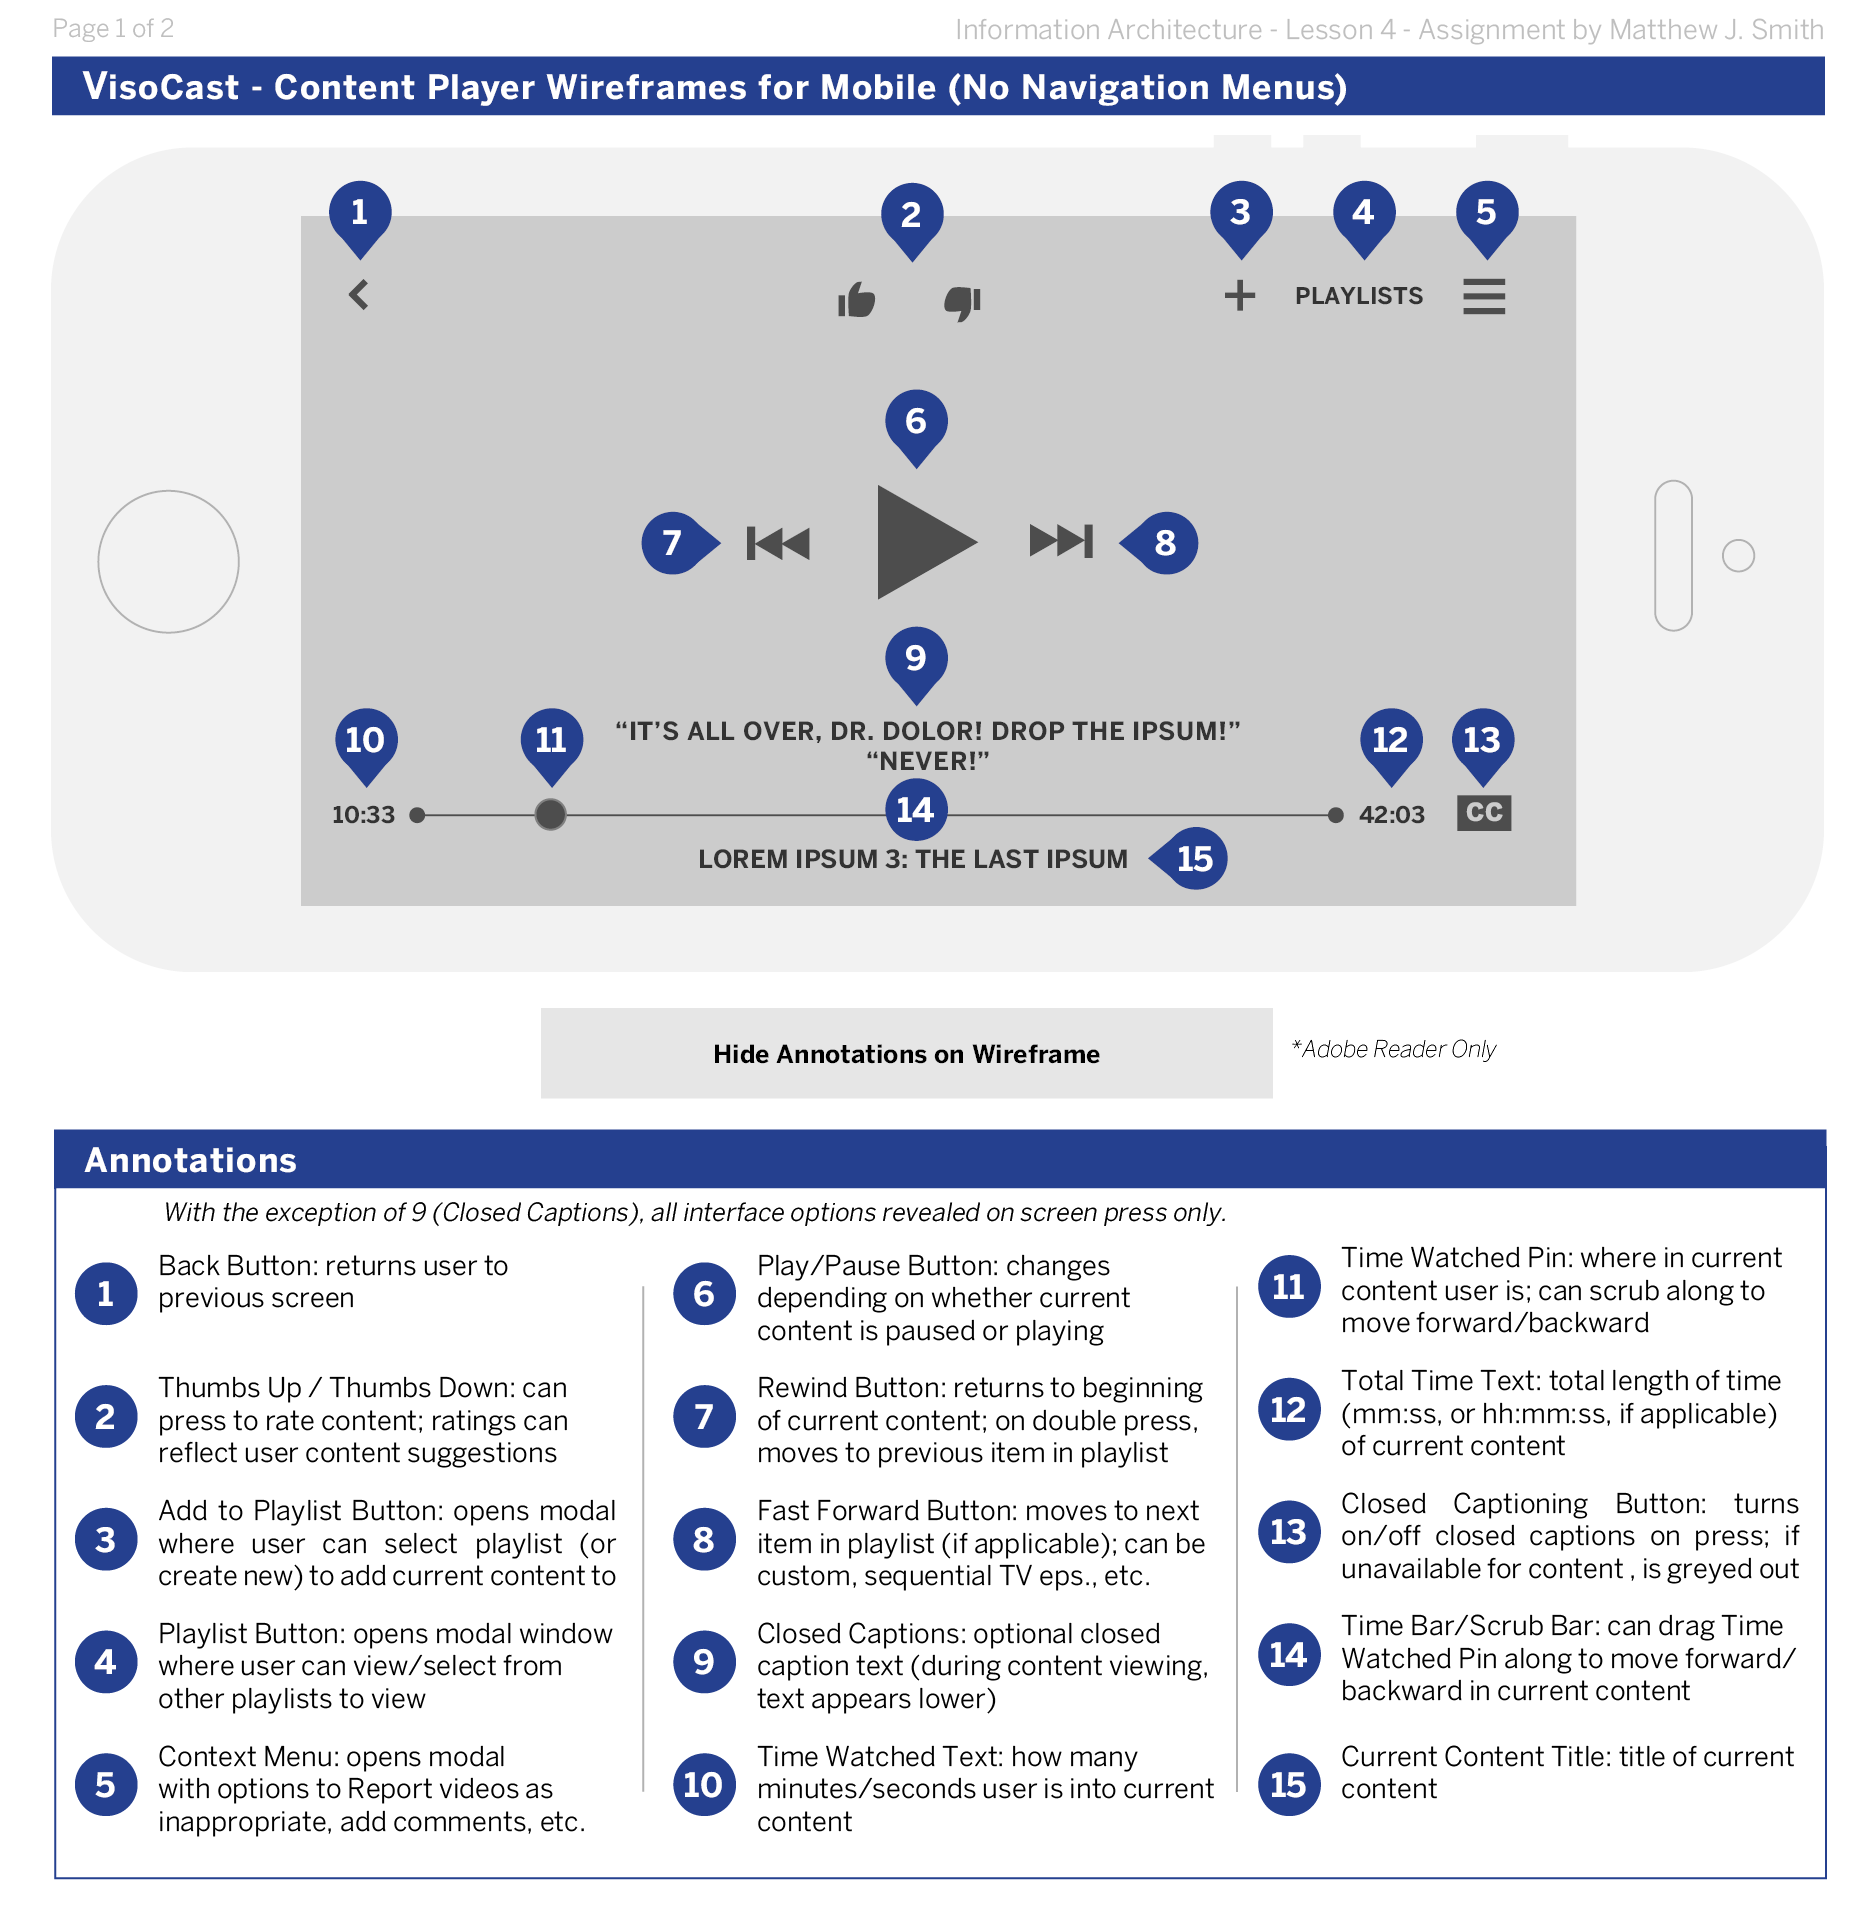 Page 1 of 2
Information Architecture - Lesson 4 - Assignment by Matthew J. Smith
VisoCast - Content Player Wireframes for Mobile (No Navigation Menus)
1
2
3
4
5
PLAYLISTS
6
7
8
9
“IT’S ALL OVER, DR. DOLOR! DROP THE IPSUM!”
“NEVER!”
10
11
12
13
10:33
14
42:03
CC
LOREM IPSUM 3: THE LAST IPSUM
15
Hide Annotations on Wireframe
*Adobe Reader Only
Annotations
With the exception of 9 (Closed Captions), all interface options revealed on screen press only.
1
Back Button: returns user to
previous screen
2
Thumbs Up / Thumbs Down: can
press to rate content; ratings can
reflect user content suggestions
3
Add to Playlist Button: opens modal
where user can select playlist (or
create new) to add current content to
4
Playlist Button: opens modal window
where user can view/select from
other playlists to view
5
Context Menu: opens modal
with options to Report videos as
inappropriate, add comments, etc.
6
Play/Pause Button: changes
depending on whether current
content is paused or playing
7
Rewind Button: returns to beginning
of current content; on double press,
moves to previous item in playlist
8
Fast Forward Button: moves to next
item in playlist (if applicable); can be
custom, sequential TV eps., etc.
9
Closed Captions: optional closed
caption text (during content viewing,
text appears lower)
10
Time Watched Text: how many
minutes/seconds user is into current
content
11
Time Watched Pin: where in current
content user is; can scrub along to
move forward/backward
12
Total Time Text: total length of time
(mm:ss, or hh:mm:ss, if applicable)
of current content
13
Closed Captioning Button: turns
on/off closed captions on press; if
unavailable for content , is greyed out
14
Time Bar/Scrub Bar: can drag Time
Watched Pin along to move forward/
backward in current content
15
Current Content Title: title of current
content